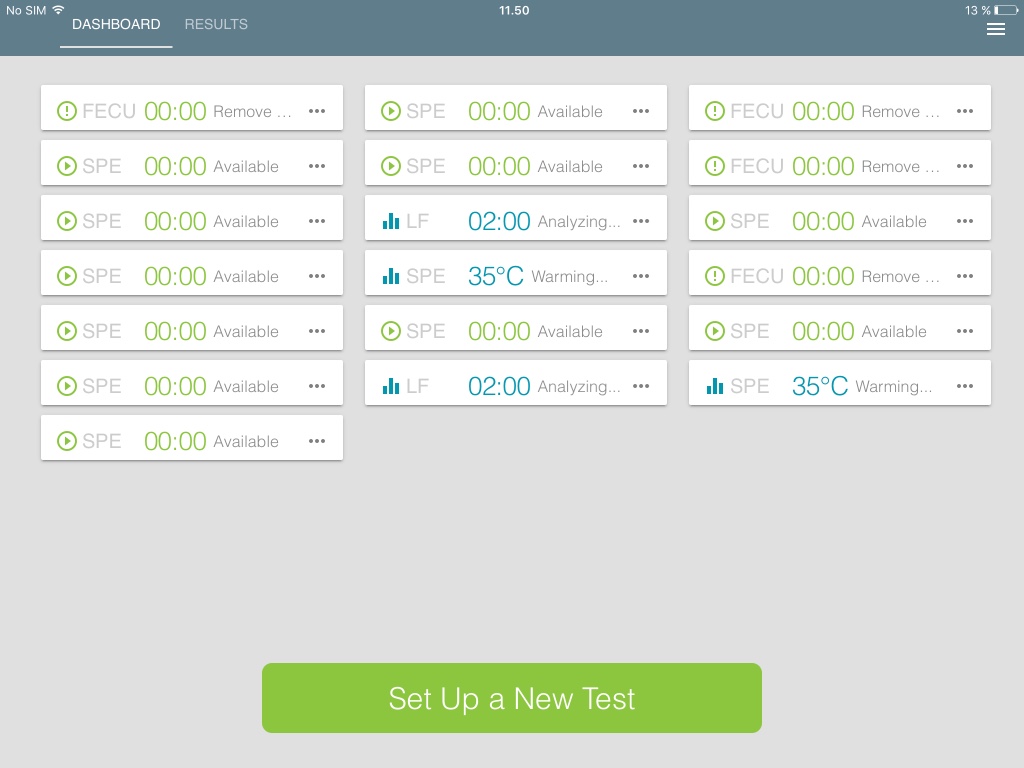 No SIM 11.50 13 %
DASHBOARD RESULTS
FECU 00:00 Remove ...
SPE 00:00 Available
FECU 00:00 Remove ...
SPE 00:00 Available
SPE 00:00 Available
FECU 00:00 Remove ...
SPE 00:00 Available
LF 02:00 Analyzing...
SPE 00:00 Available
SPE 00:00 Available
SPE 35°C Warming...
FECU 00:00 Remove ...
SPE 00:00 Available
SPE 00:00 Available
SPE 00:00 Available
SPE 00:00 Available
LF 02:00 Analyzing...
SPE 35°C Warming...
SPE 00:00 Available
Set Up a New Test